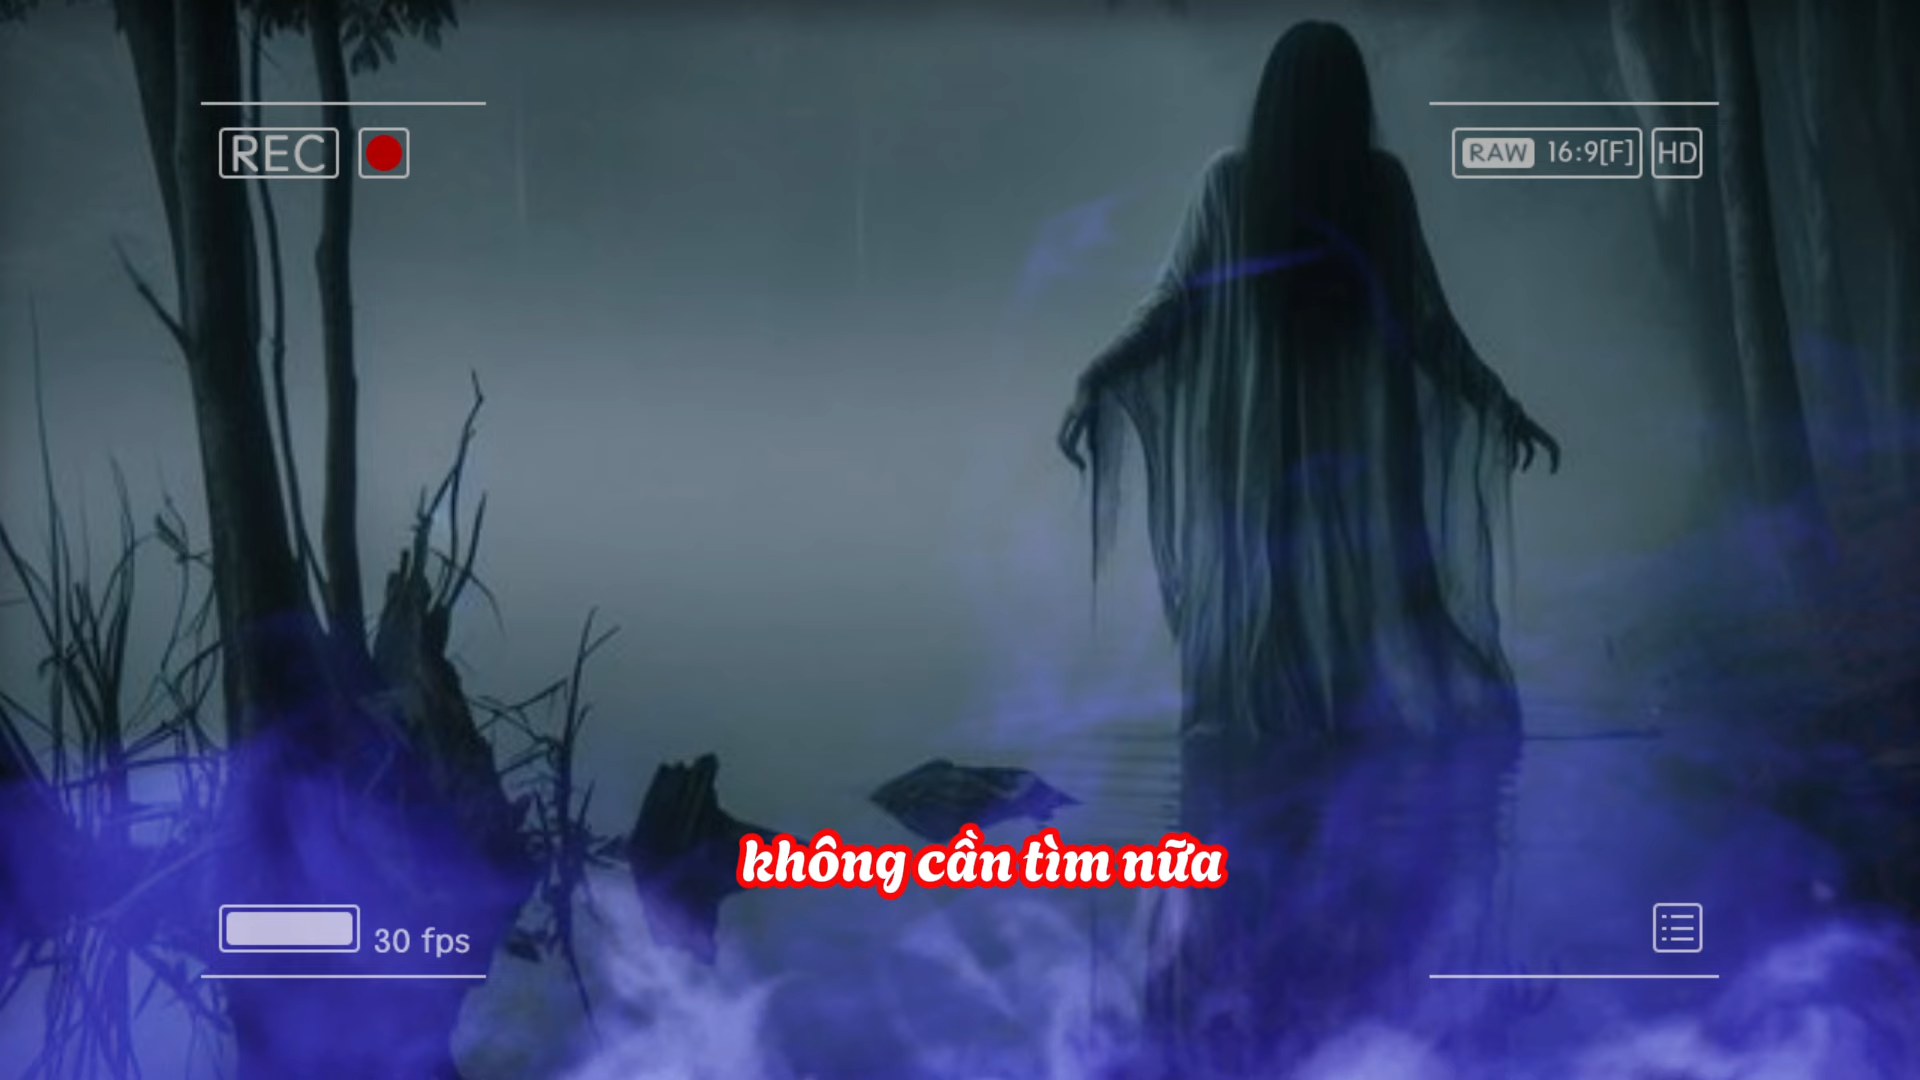 REC
RAW 16:9[F] HD
không cần tìm nữa
30 fps